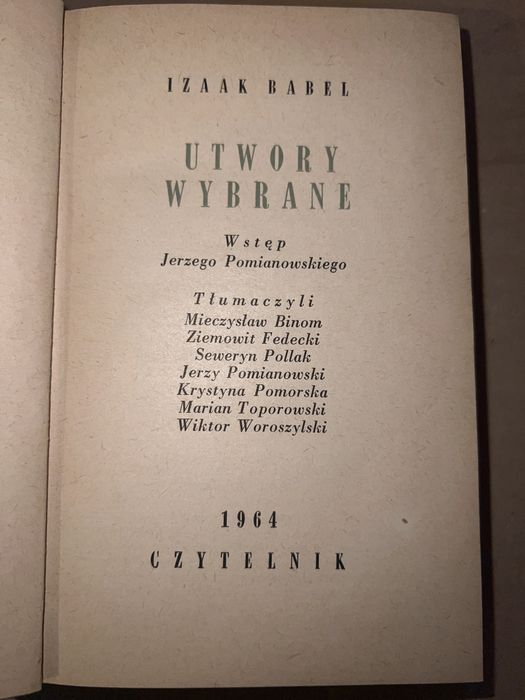 IZAAK BABEL
UTWORY
WYBRANE
Wstęp
Jerzego Pomianowskiego
Tłumaczyli
Mieczysław Binom
Ziemowit Fedecki
Seweryn Pollak
Jerzy Pomianowski
Krystyna Pomorska
Marian Toporowski
Wiktor Woroszylski
1964
CZYTELNIK